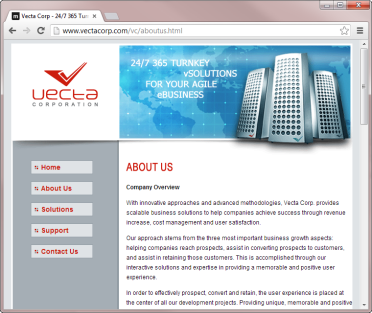 Vecta Corp - 24/7 365 Turn
www.vectacorp.com/vc/aboutus.html
vecta
CORPORATION
24/7 365 TURNKEY
vSOLUTIONS
FOR YOUR AGILE
eBUSINESS
Home
About Us
Solutions
Support
Contact Us
ABOUT US
Company Overview
With innovative approaches and advanced methodologies, Vecta Corp. provides
scalable business solutions to help companies achieve success through revenue
increase, cost management and user satisfaction.
Our approach stems from the three most important business growth aspects:
helping companies reach prospects, assist in converting prospects to customers,
and assist in retaining those customers. This is accomplished through our
interactive solutions and expertise in providing a memorable and positive user
experience.
In order to effectively prospect, convert and retain, the user experience is placed at
the center of all our development projects. Providing unique, memorable and positive